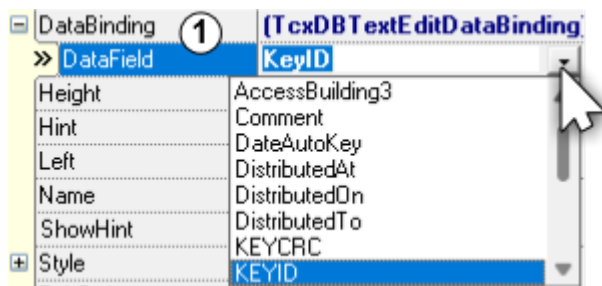 DataBinding 1 (TcxDBTextEditDataBinding)
» DataField KeyID
Height AccessBuilding3
Hint Comment
DateAutoKey
Left DistributedAt
Name DistributedOn
ShowHint DistributedTo
KEYCRC
Style KEYID